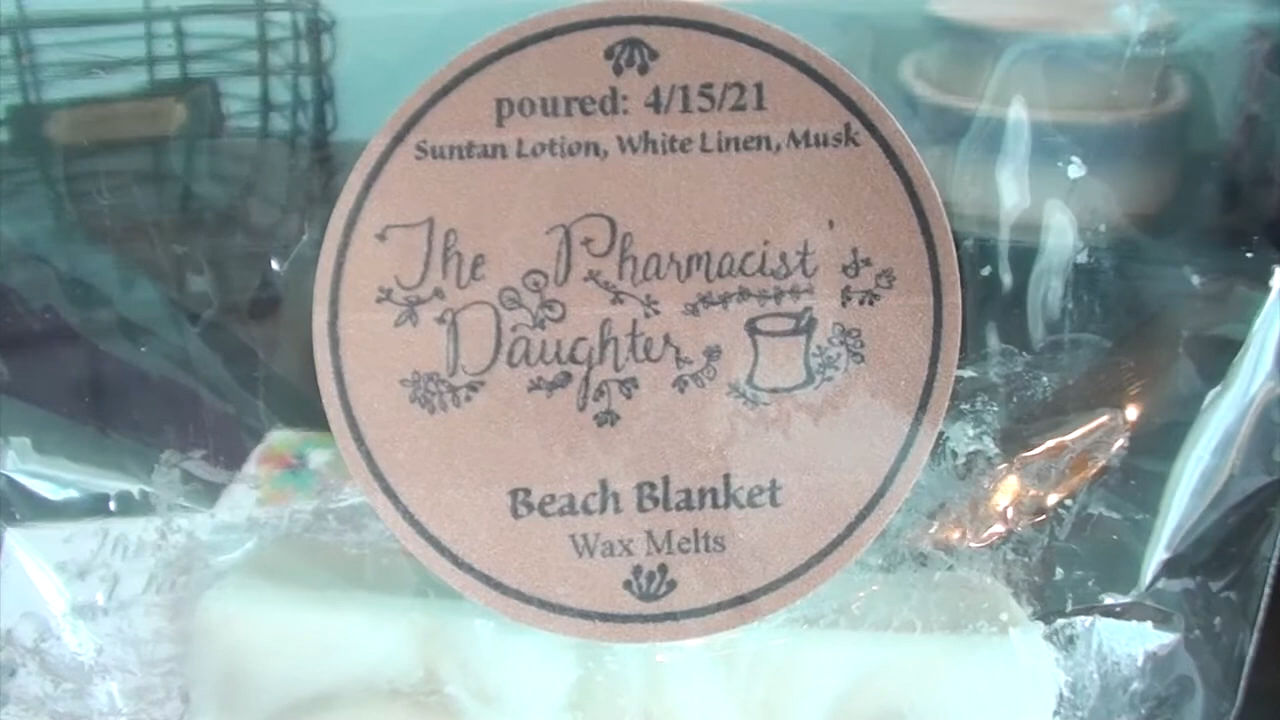 poured: 4/15/21
Suntan Lotion, White Linen, Musk
The Pharmacist's
Daughter
Beach Blanket
Wax Melts